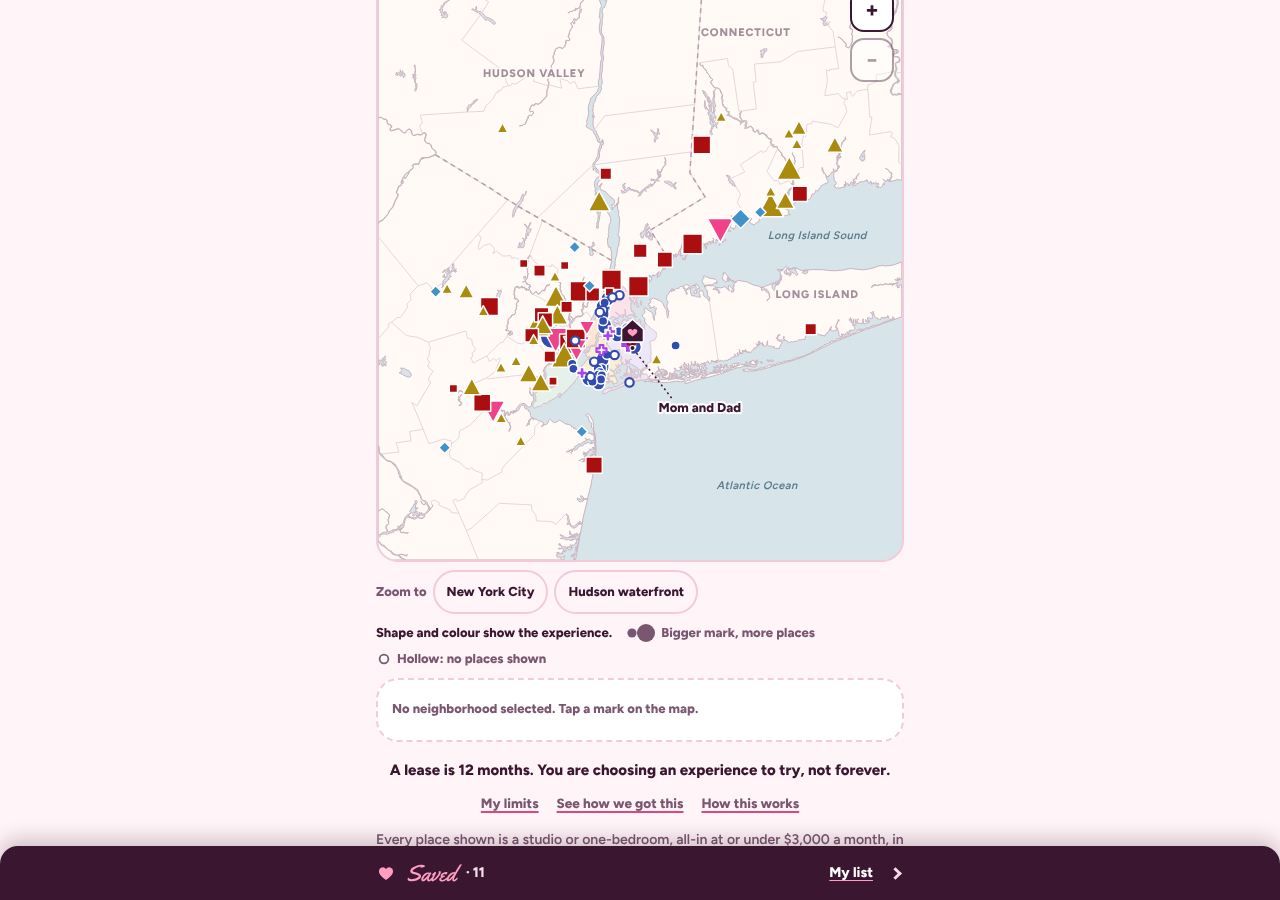 +
CONNECTICUT
−
HUDSON VALLEY
Long Island Sound
LONG ISLAND
Mom and Dad
Atlantic Ocean
Zoom to New York City Hudson waterfront
Shape and colour show the experience. Bigger mark, more places
Hollow: no places shown
No neighborhood selected. Tap a mark on the map.
A lease is 12 months. You are choosing an experience to try, not forever.
My limits See how we got this How this works
Every place shown is a studio or one-bedroom, all-in at or under $3,000 a month, in
Saved · 11 My list